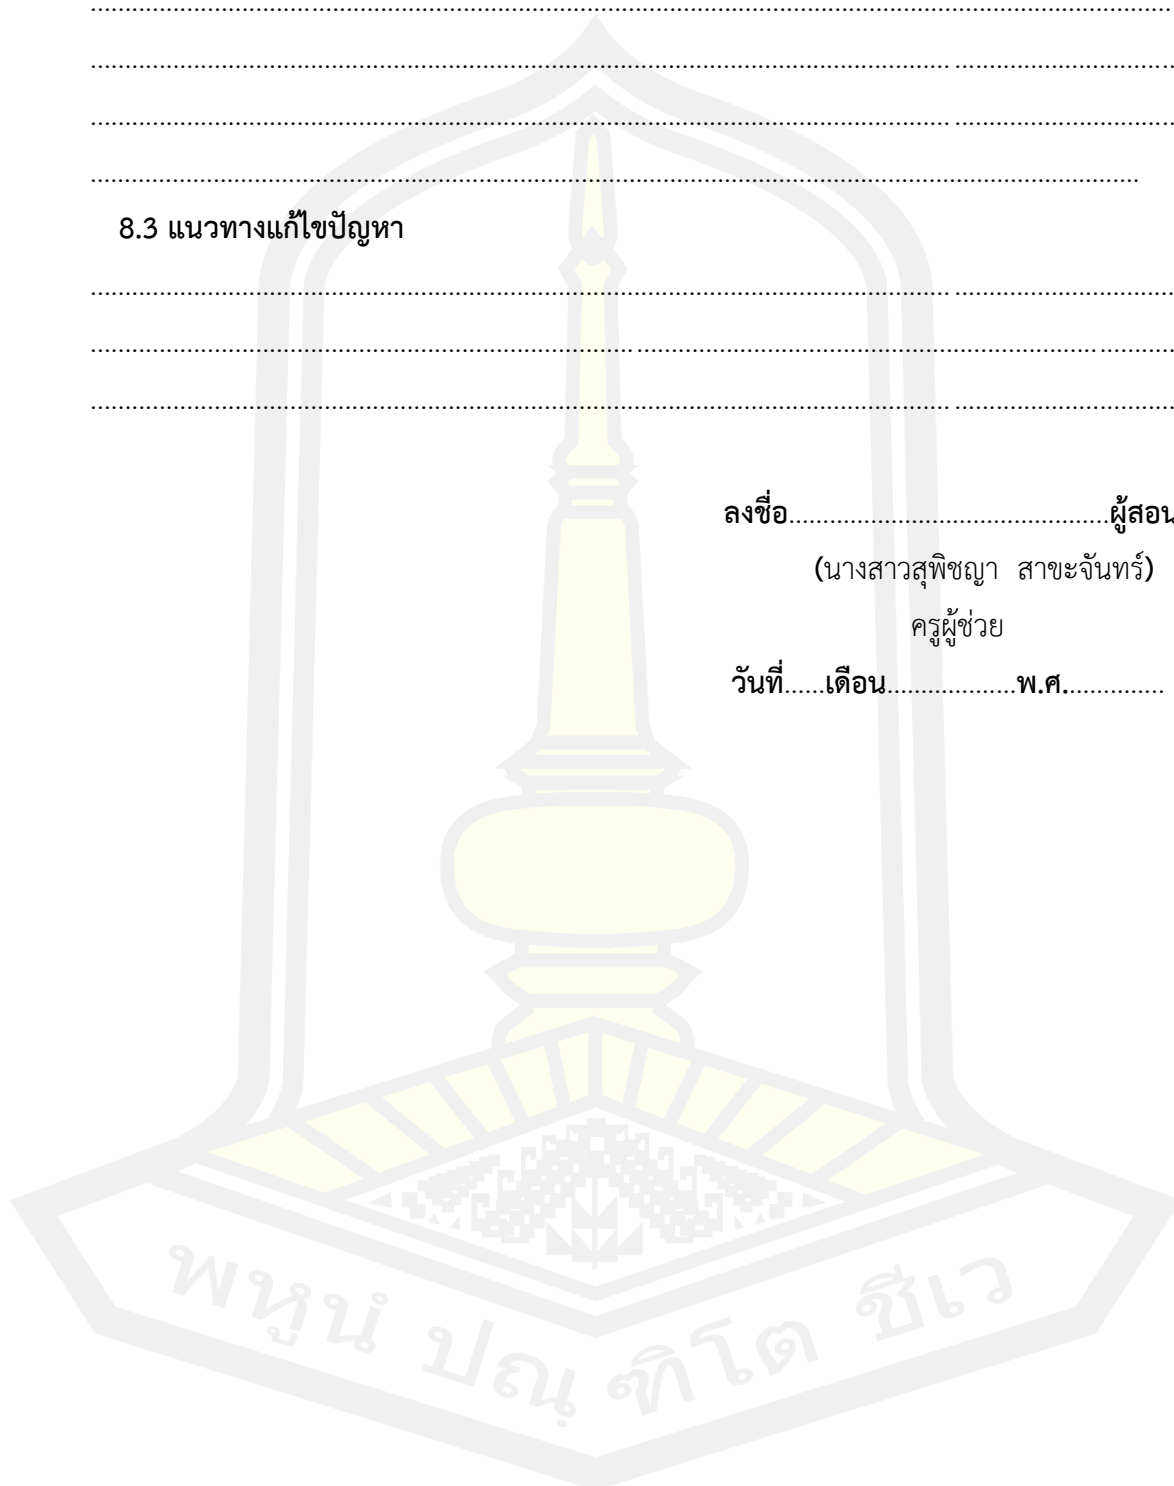 ................................................................................................................................................................
................................................................................................................................................................
................................................................................................................................................................
................................................................................................................................................................
8.3 แนวทางแก้ไขปัญหา
................................................................................................................................................................
................................................................................................................................................................
................................................................................................................................................................
ลงชื่อ...............................................ผู้สอน
(นางสาวสุพิชญา สาขะจันทร์)
ครูผู้ช่วย
วันที่......เดือน...................พ.ศ...............
พหูนํ ปณฺฑิโต ชีเว